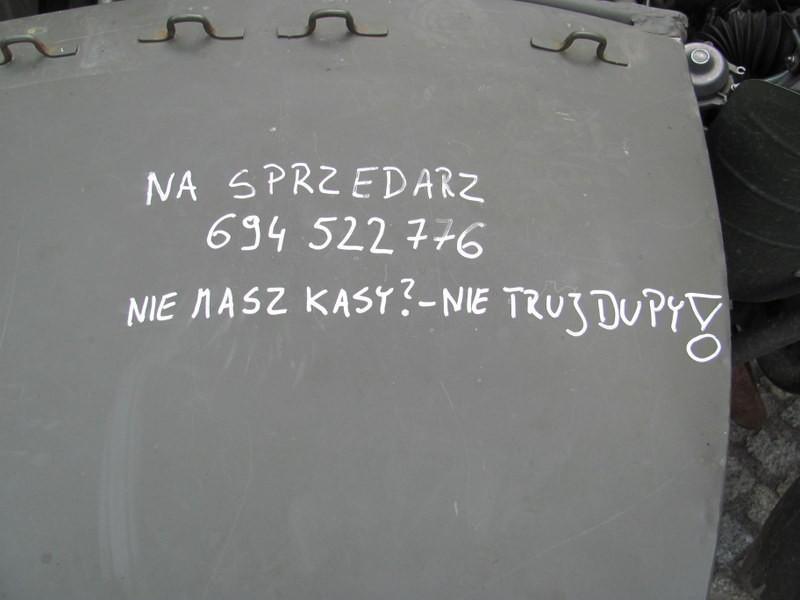 NA SPRZEDARZ
694 522 776
NIE MASZ KASY?-NIE TRUJ DUPY!